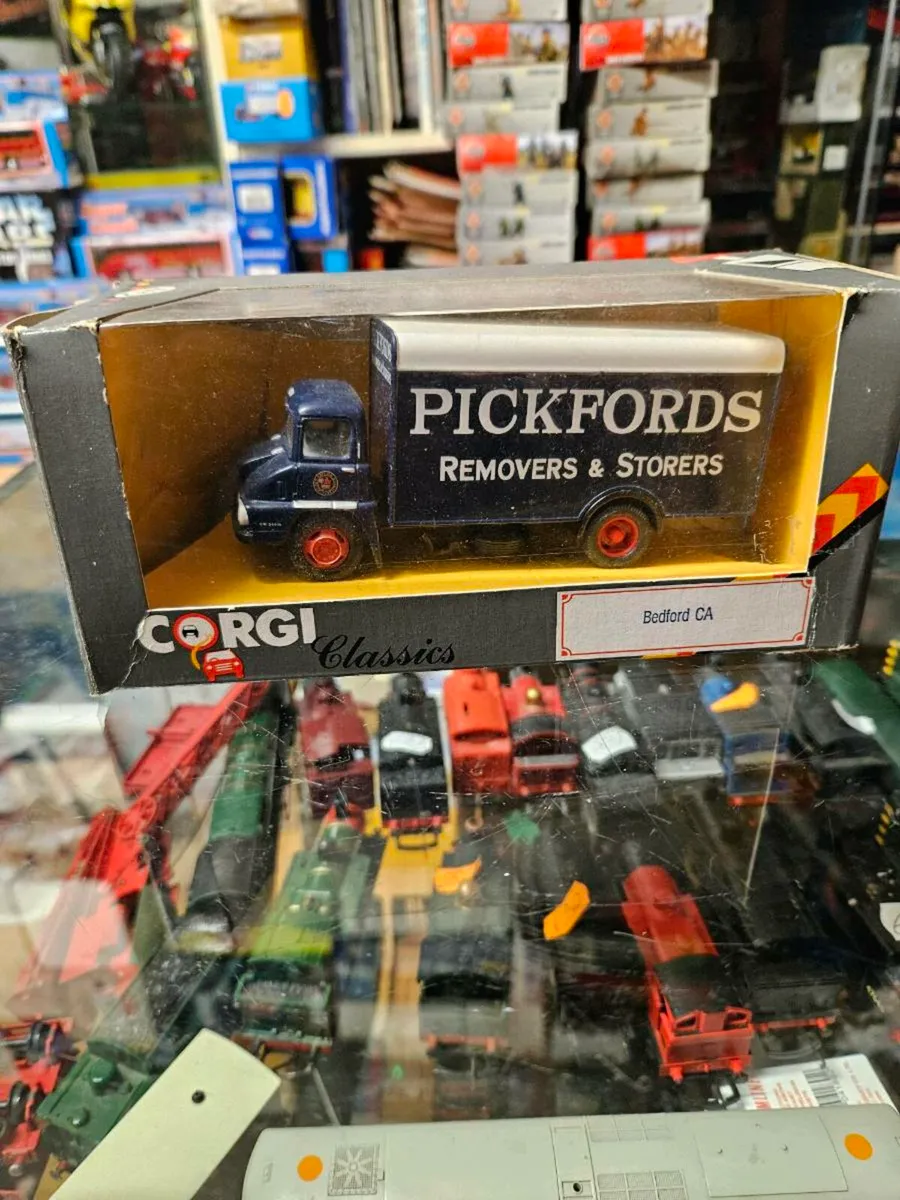 PICKFORDS
REMOVERS & STORERS
CORGI
Classics
Bedford CA